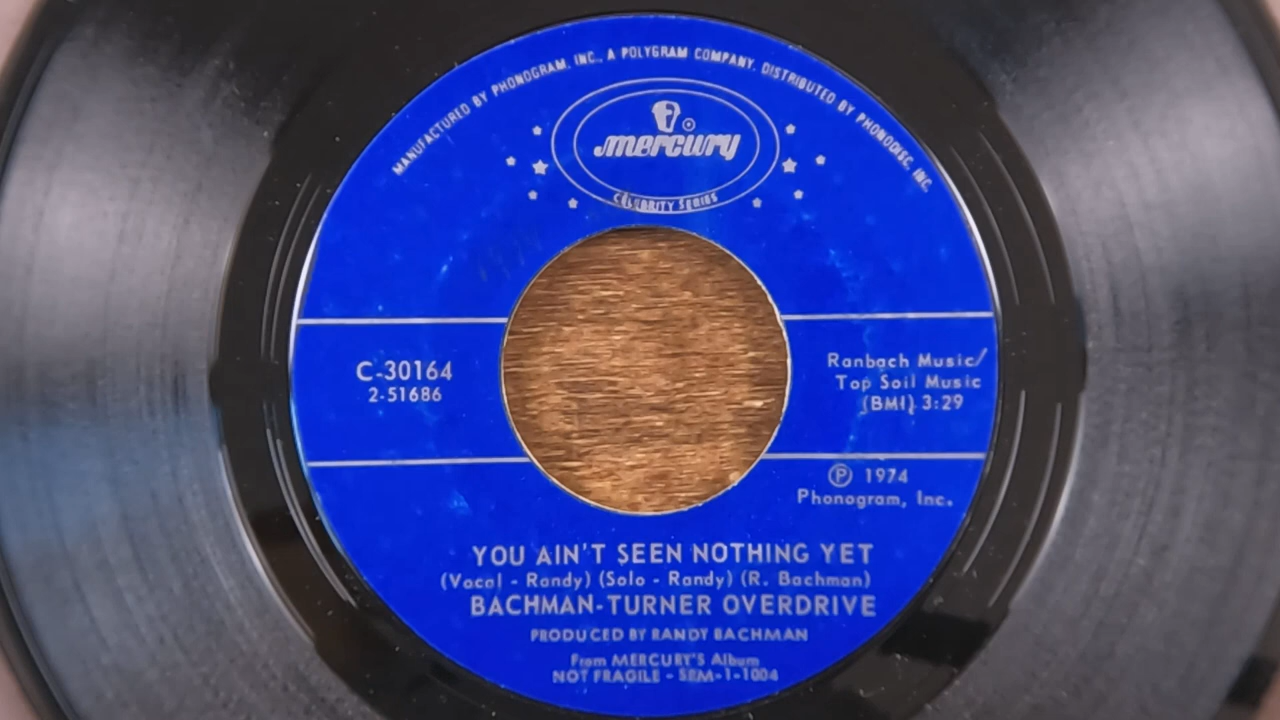 MANUFACTURED BY PHONOGRAM, INC., A POLYGRAM COMPANY. DISTRIBUTED BY PHONODISC, INC.
mercury
CELEBRITY SERIES
C-30164
2-51686
Ranbach Music/
Top Soil Music
(BMI) 3:29
Ⓟ 1974
Phonogram, Inc.
YOU AIN'T SEEN NOTHING YET
(Vocal - Randy) (Solo - Randy) (R. Bachman)
BACHMAN-TURNER OVERDRIVE
PRODUCED BY RANDY BACHMAN
From MERCURY'S Album
NOT FRAGILE - SRM-1-1004